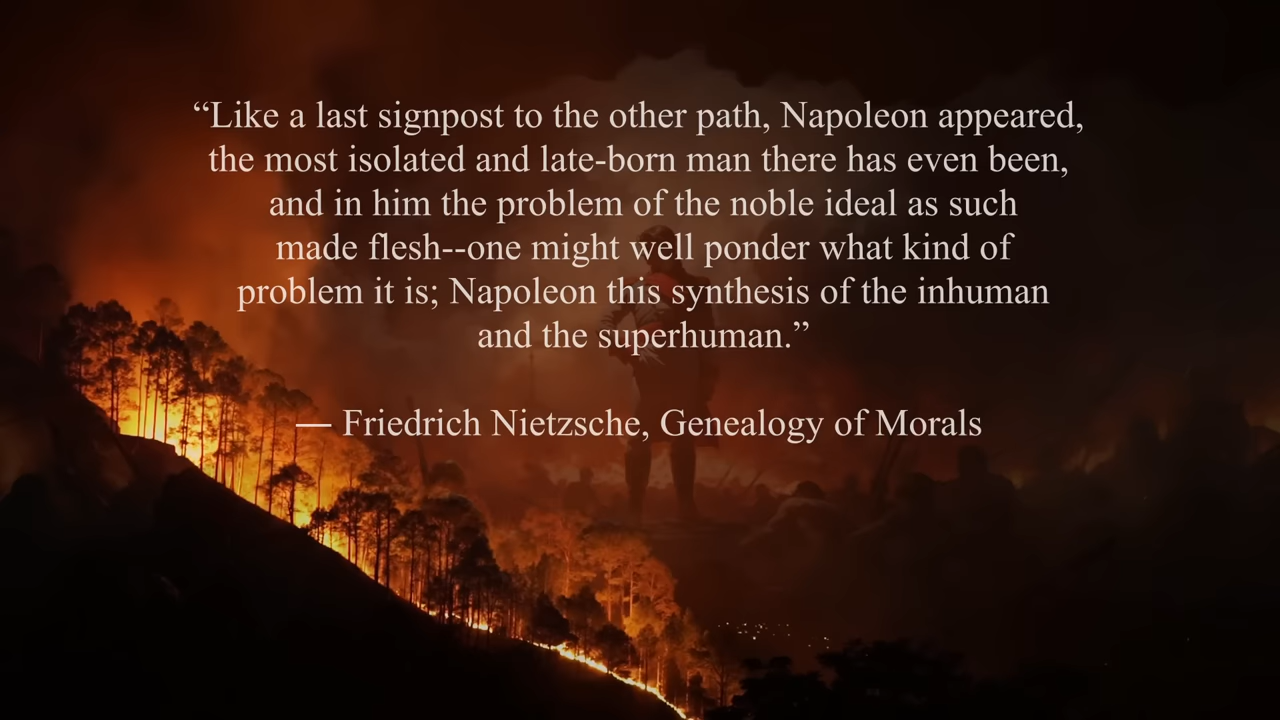 “Like a last signpost to the other path, Napoleon appeared,
the most isolated and late-born man there has even been,
and in him the problem of the noble ideal as such
made flesh--one might well ponder what kind of
problem it is; Napoleon this synthesis of the inhuman
and the superhuman.”
― Friedrich Nietzsche, Genealogy of Morals